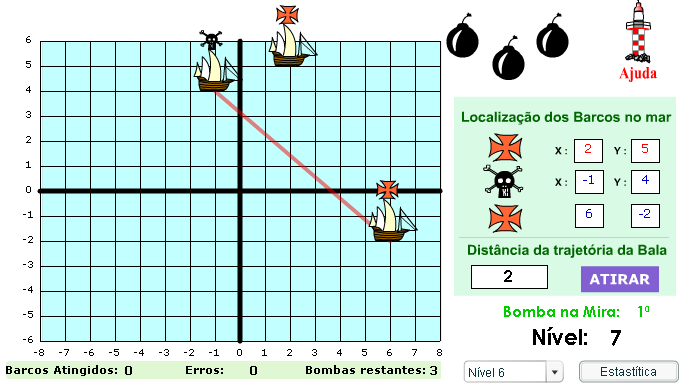 Ajuda
6
5
4
3
2
1
0
-1
-2
-3
-4
-5
-6
-8 -7 -6 -5 -4 -3 -2 -1 0 1 2 3 4 5 6 7 8
Barcos Atingidos: 0 Erros: 0 Bombas restantes: 3
Localização dos Barcos no mar
X : 2 Y : 5
X : -1 Y : 4
6 -2
Distância da trajetória da Bala
2 ATIRAR
Bomba na Mira: 1º
Nível: 7
Nível 6 Estastítica